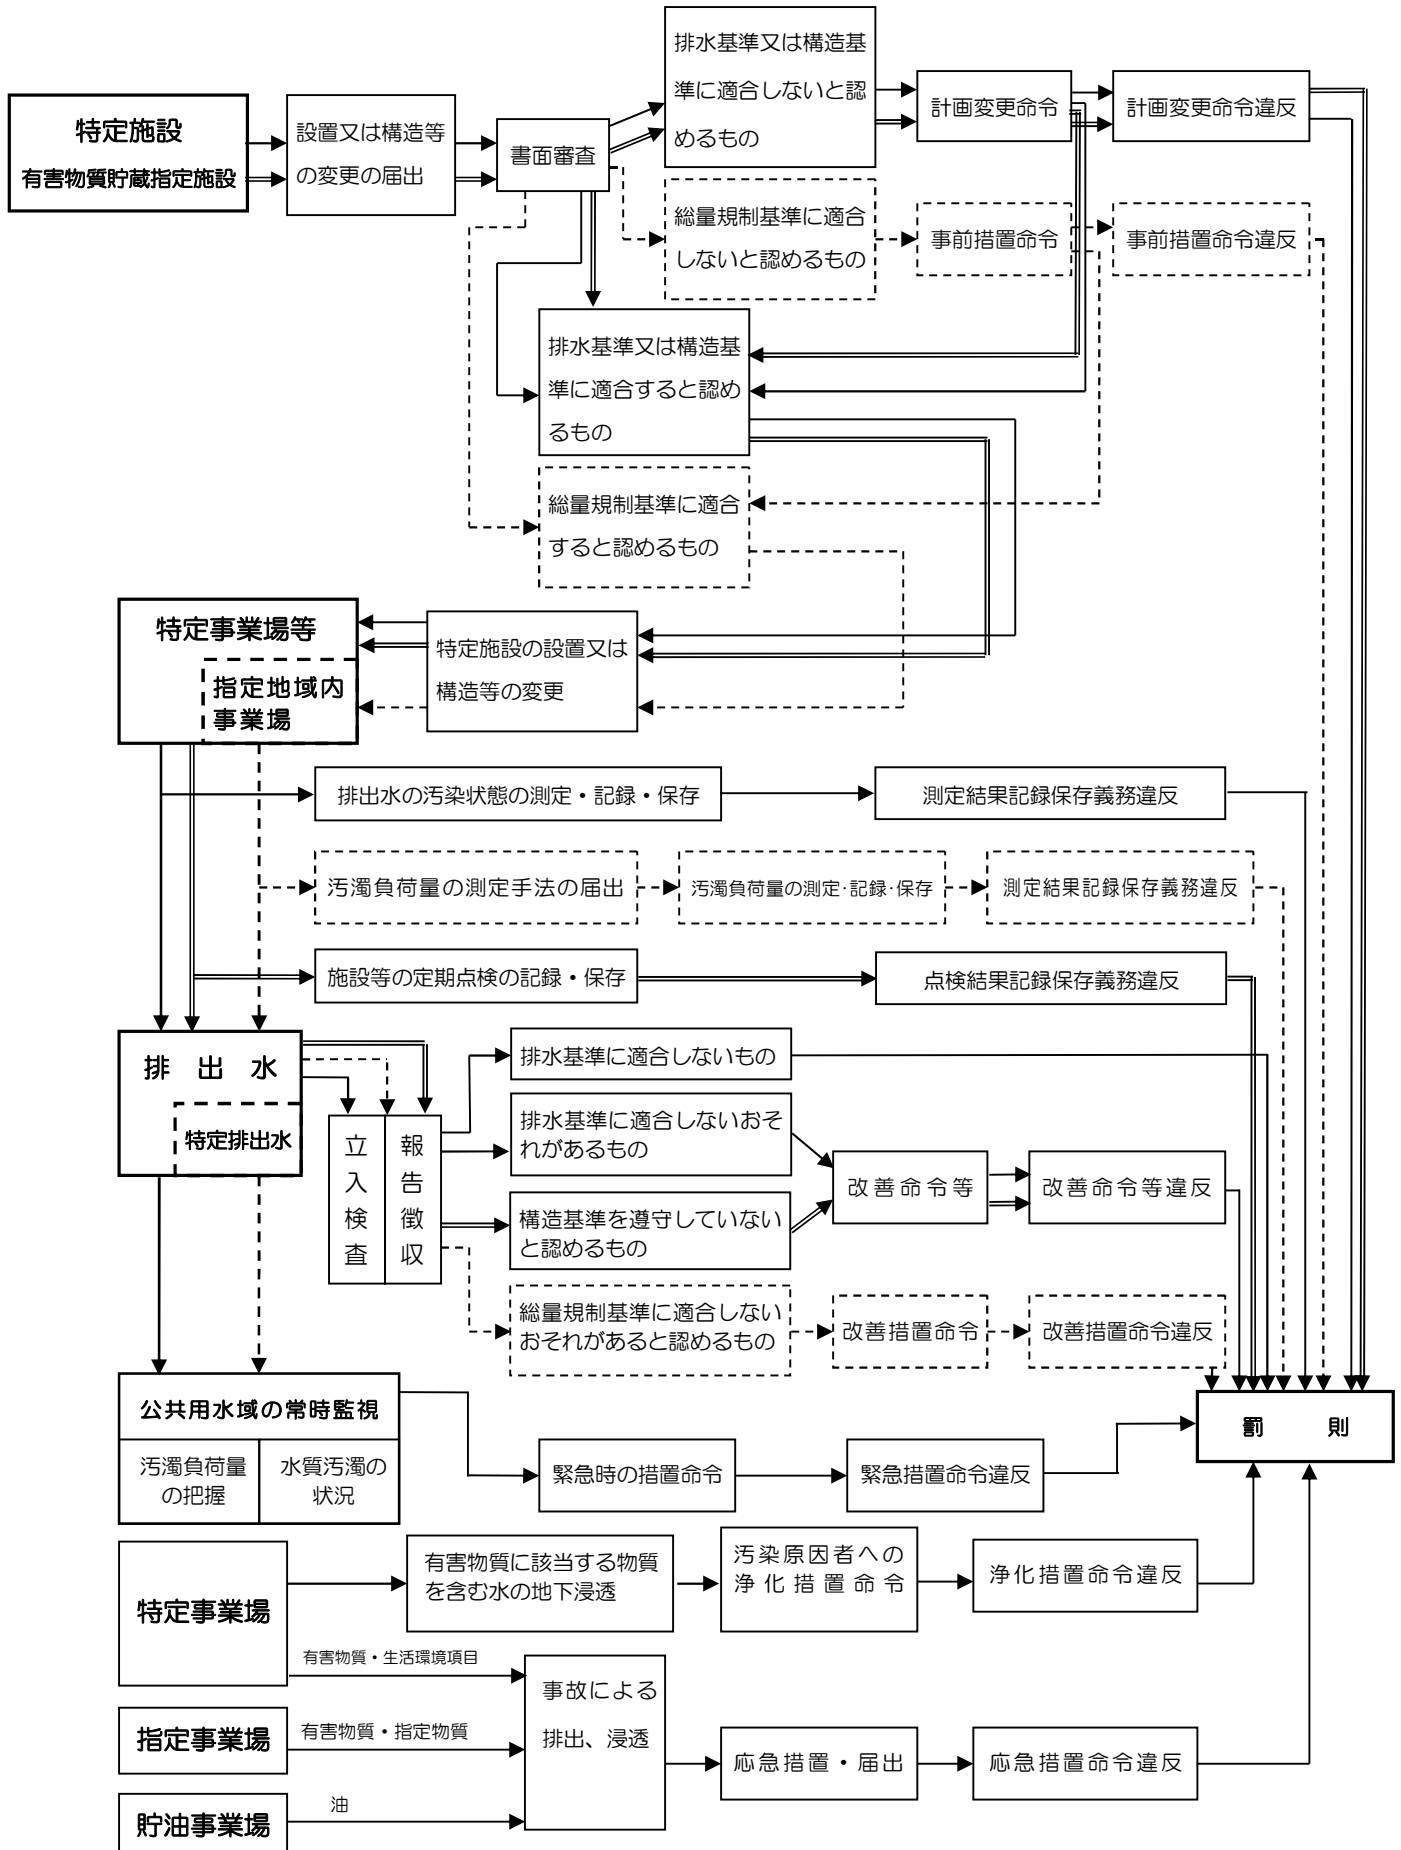 排水基準又は構造基
準に適合しないと認
めるもの
特定施設
有害物質貯蔵指定施設
設置又は構造等
の変更の届出
書面審査
計画変更命令
計画変更命令違反
総量規制基準に適合
しないと認めるもの
事前措置命令
事前措置命令違反
排水基準又は構造基
準に適合すると認め
るもの
総量規制基準に適合
すると認めるもの
特定事業場等
指定地域内
事業場
特定施設の設置又は
構造等の変更
排出水の汚染状態の測定・記録・保存
測定結果記録保存義務違反
汚濁負荷量の測定手法の届出
汚濁負荷量の測定・記録・保存
測定結果記録保存義務違反
施設等の定期点検の記録・保存
点検結果記録保存義務違反
排 出 水
特定排出水
立入検査
報告徴収
排水基準に適合しないもの
排水基準に適合しないおそ
れがあるもの
構造基準を遵守していない
と認めるもの
改善命令等
改善命令等違反
総量規制基準に適合しない
おそれがあると認めるもの
改善措置命令
改善措置命令違反
公共用水域の常時監視
汚濁負荷量
の把握
水質汚濁の
状況
緊急時の措置命令
緊急措置命令違反
罰 則
特定事業場
有害物質に該当する物質
を含む水の地下浸透
汚染原因者への
浄化措置命令
浄化措置命令違反
有害物質・生活環境項目
指定事業場
有害物質・指定物質
事故による
排出、浸透
応急措置・届出
応急措置命令違反
貯油事業場
油